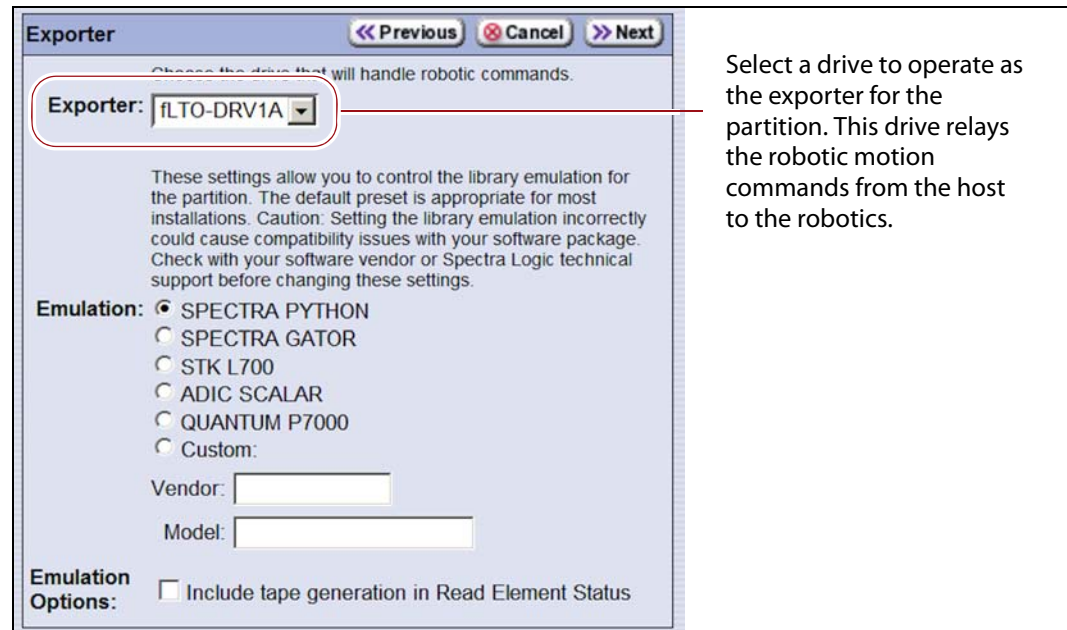 Exporter
Previous
Cancel
Next
Choose the drive that will handle robotic commands.
Exporter: fLTO-DRV1A
These settings allow you to control the library emulation for
the partition. The default preset is appropriate for most
installations. Caution: Setting the library emulation incorrectly
could cause compatibility issues with your software package.
Check with your software vendor or Spectra Logic technical
support before changing these settings.
Emulation: SPECTRA PYTHON
SPECTRA GATOR
STK L700
ADIC SCALAR
QUANTUM P7000
Custom:
Vendor:
Model:
Emulation
Options:
Include tape generation in Read Element Status
Select a drive to operate as
the exporter for the
partition. This drive relays
the robotic motion
commands from the host
to the robotics.